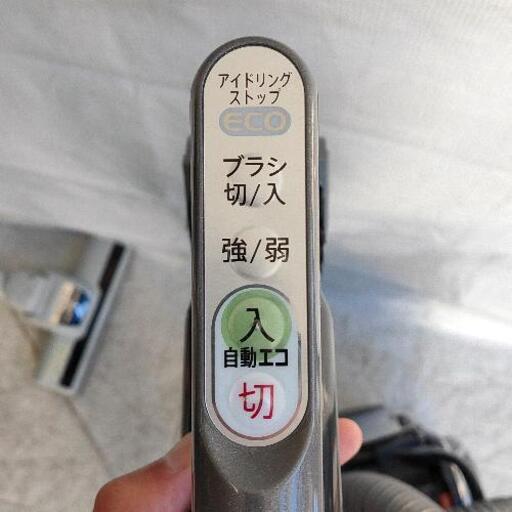 アイドリング
ストップ
ECO
ブラシ
切/入
強/弱
入
自動エコ
切